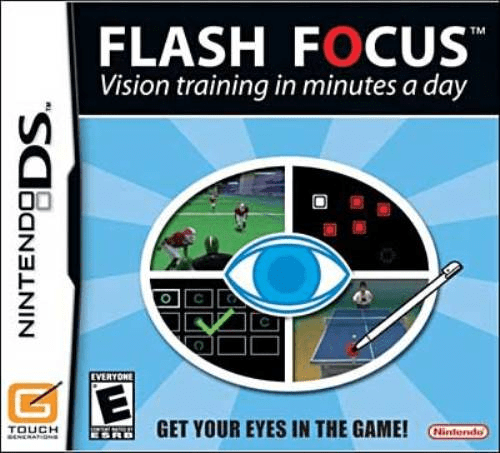 FLASH FOCUS™
Vision training in minutes a day
NINTENDO DS™
O C
C
TOUCH
GENERATIONS
EVERYONE
E
CONTENT RATED BY
ESRB
GET YOUR EYES IN THE GAME!
Nintendo